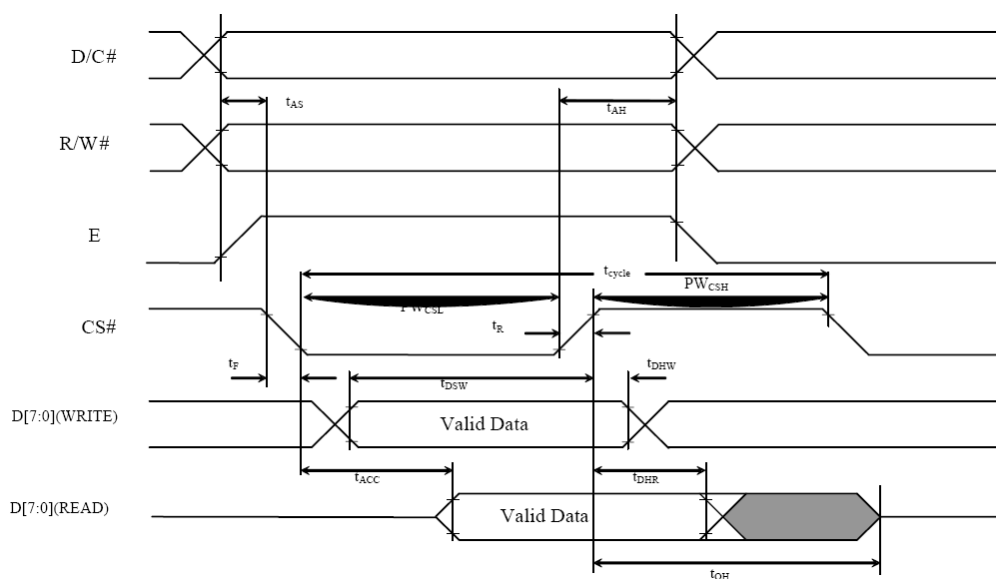 D/C#
tAS
tAH
R/W#
E
tcycle
PWCSL
PWCSH
CS#
tR
tF
tDSW
tDHW
D[7:0](WRITE)
Valid Data
tACC
tDHR
D[7:0](READ)
Valid Data
tOH